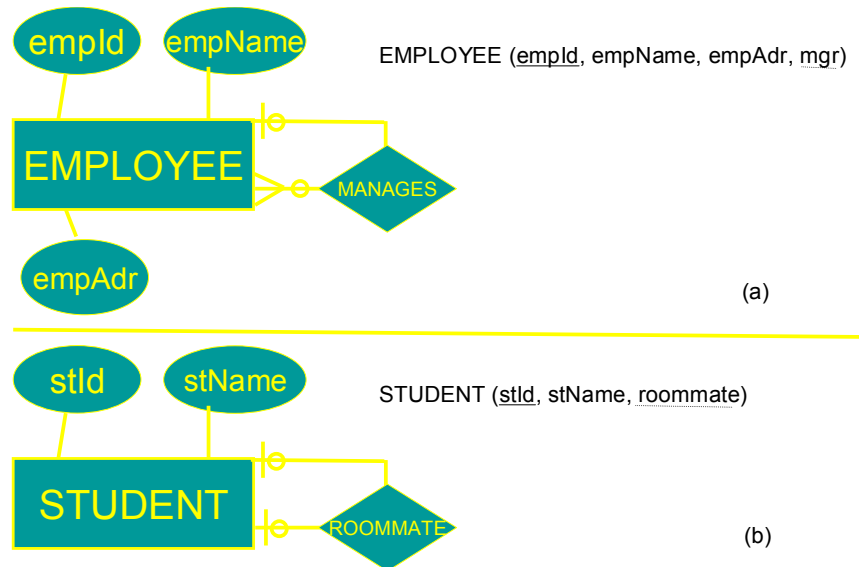 empId
empName
EMPLOYEE (empId, empName, empAdr, mgr)
EMPLOYEE
MANAGES
empAdr
(a)
stId
stName
STUDENT (stId, stName, roommate)
STUDENT
ROOMMATE
(b)